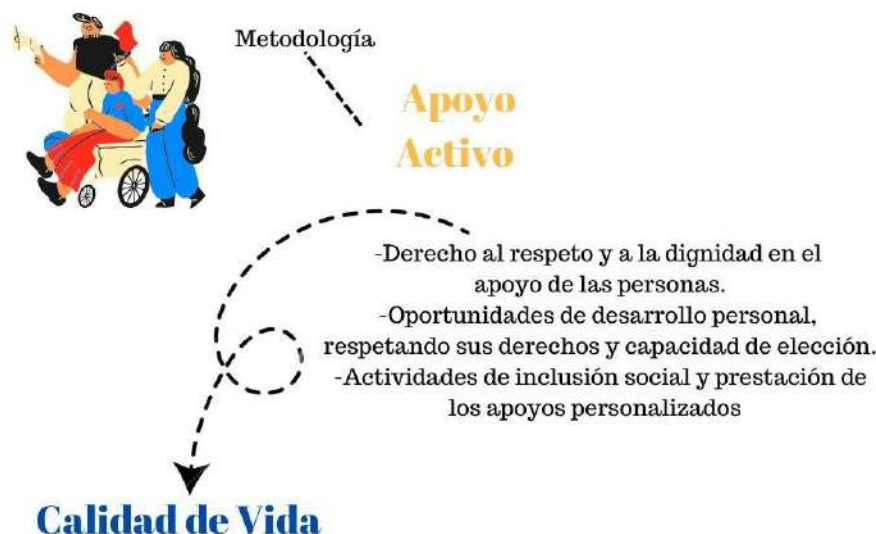 Metodología
Apoyo
Activo
-Derecho al respeto y a la dignidad en el
apoyo de las personas.
-Oportunidades de desarrollo personal,
respetando sus derechos y capacidad de elección.
-Actividades de inclusión social y prestación de
los apoyos personalizados
Calidad de Vida